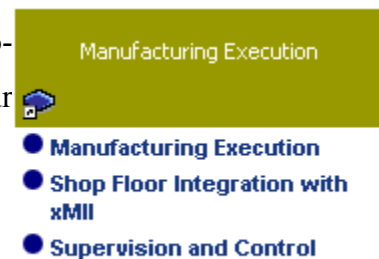 Manufacturing Execution
Manufacturing Execution
Shop Floor Integration with
xMII
Supervision and Control